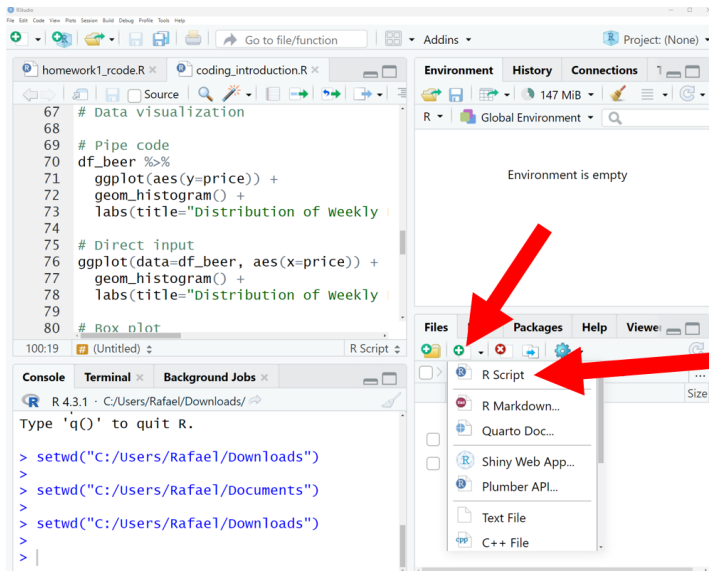 RStudio
File Edit Code View Plots Session Build Debug Profile Tools Help
Go to file/function
Addins
Project: (None)
homework1_rcode.R
coding_introduction.R
Source
67 # Data visualization
68
69 # Pipe code
70 df_beer %>%
71 ggplot(aes(y=price)) +
72 geom_histogram() +
73 labs(title="Distribution of Weekly
74
75 # Direct input
76 ggplot(data=df_beer, aes(x=price)) +
77 geom_histogram() +
78 labs(title="Distribution of Weekly
79
80 # Box plot
100:19 # (Untitled) R Script
Console Terminal Background Jobs
R 4.3.1 · C:/Users/Rafael/Downloads/
Type 'q()' to quit R.
> setwd("C:/Users/Rafael/Downloads")
>
> setwd("C:/Users/Rafael/Documents")
>
> setwd("C:/Users/Rafael/Downloads")
>
>
Environment History Connections
147 MiB
R Global Environment
Environment is empty
Files Packages Help Viewer
R Script
Size
R Markdown...
Quarto Doc...
Shiny Web App...
Plumber API...
Text File
C++ File